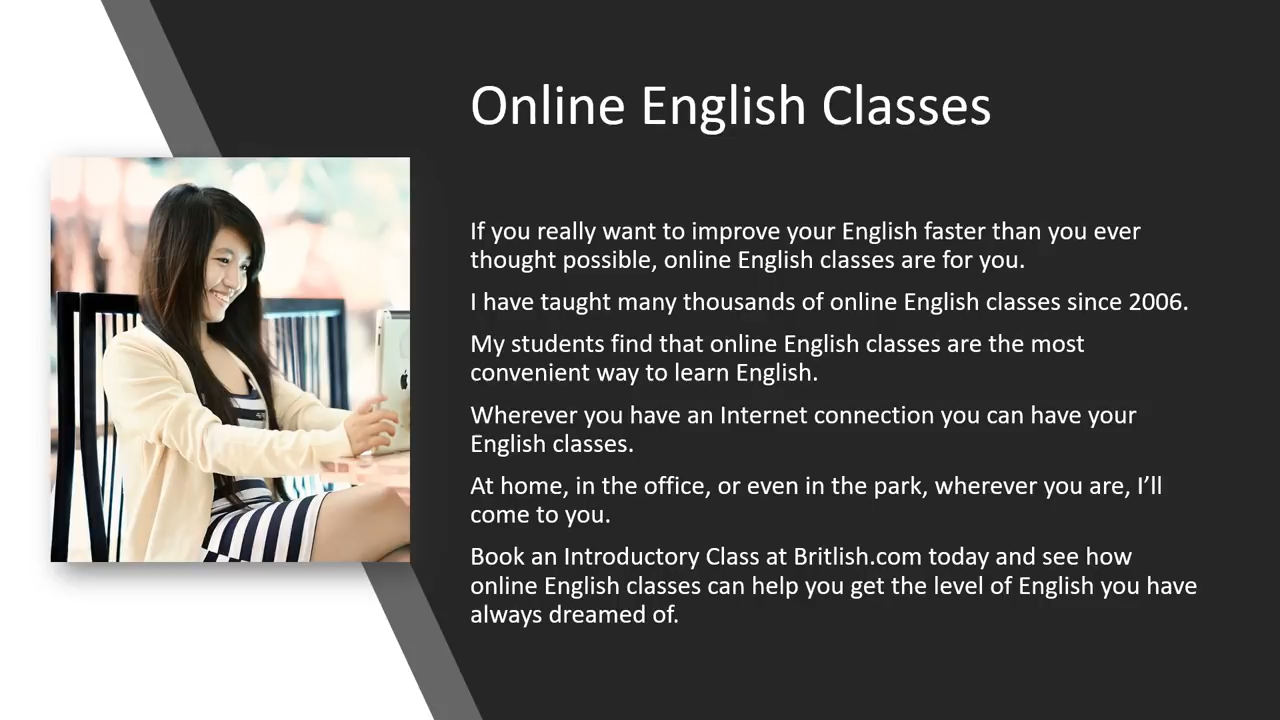 Online English Classes
If you really want to improve your English faster than you ever
thought possible, online English classes are for you.
I have taught many thousands of online English classes since 2006.
My students find that online English classes are the most
convenient way to learn English.
Wherever you have an Internet connection you can have your
English classes.
At home, in the office, or even in the park, wherever you are, I’ll
come to you.
Book an Introductory Class at Britlish.com today and see how
online English classes can help you get the level of English you have
always dreamed of.